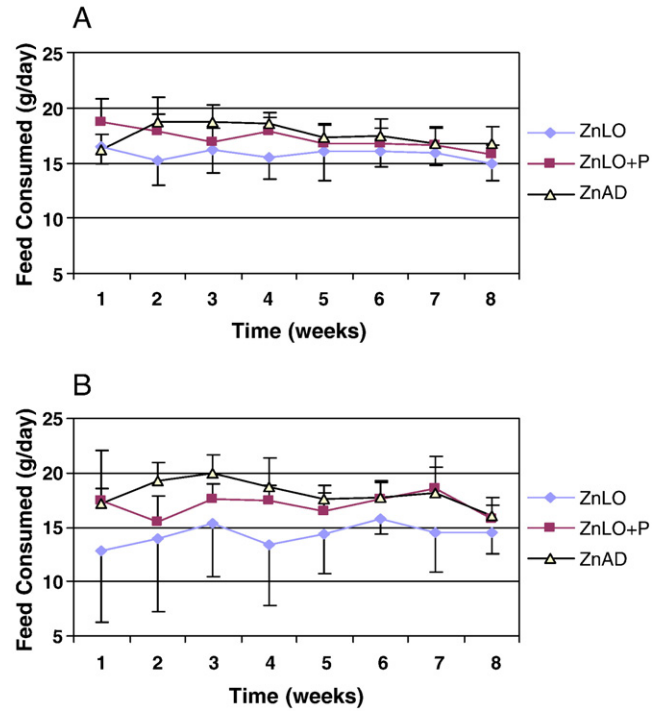 A
Feed Consumed (g/day)
25
20
15
10
5
1 2 3 4 5 6 7 8
Time (weeks)
ZnLO
ZnLO+P
ZnAD
B
Feed Consumed (g/day)
25
20
15
10
5
1 2 3 4 5 6 7 8
Time (weeks)
ZnLO
ZnLO+P
ZnAD